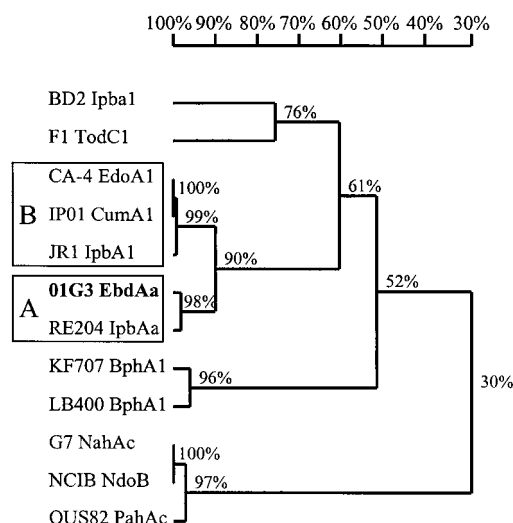 100% 90% 80% 70% 60% 50% 40% 30%
BD2 Ipba1
76%
F1 TodC1
CA-4 EdoA1
100%
61%
B
IP01 CumA1
99%
JR1 IpbA1
90%
01G3 EbdAa
52%
A
98%
RE204 IpbAa
KF707 BphA1
96%
30%
LB400 BphA1
G7 NahAc
100%
NCIB NdoB
97%
OUS82 PahAc